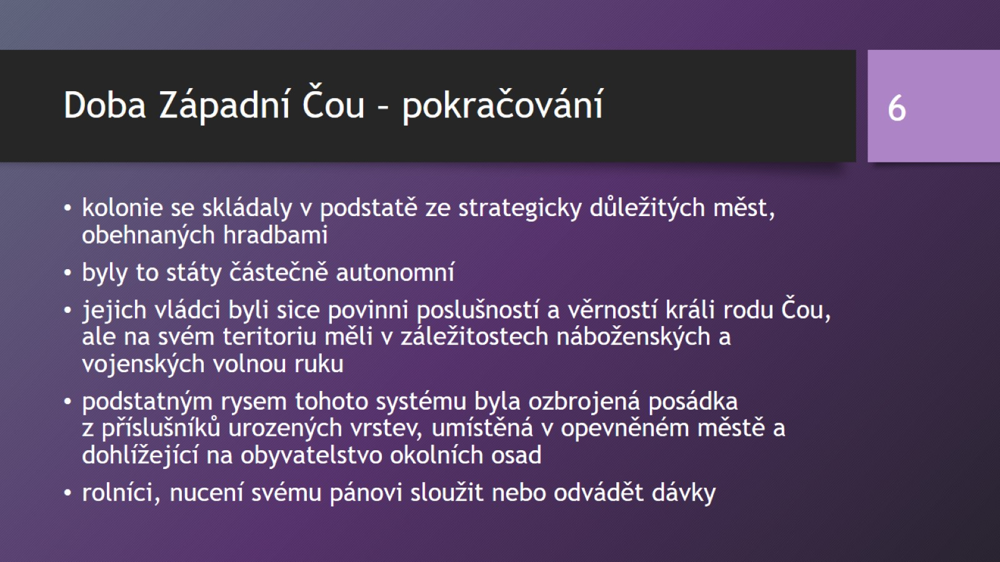 Doba Západní Čou - pokračování
6
• kolonie se skládaly v podstatě ze strategicky důležitých měst,
obehnaných hradbami
• byly to státy částečně autonomní
• jejich vládci byli sice povinni poslušností a věrností králi rodu Čou,
ale na svém teritoriu měli v záležitostech náboženských a
vojenských volnou ruku
• podstatným rysem tohoto systému byla ozbrojená posádka
z příslušníků urozených vrstev, umístěná v opevněném městě a
dohlížející na obyvatelstvo okolních osad
• rolníci, nucení svému pánovi sloužit nebo odvádět dávky